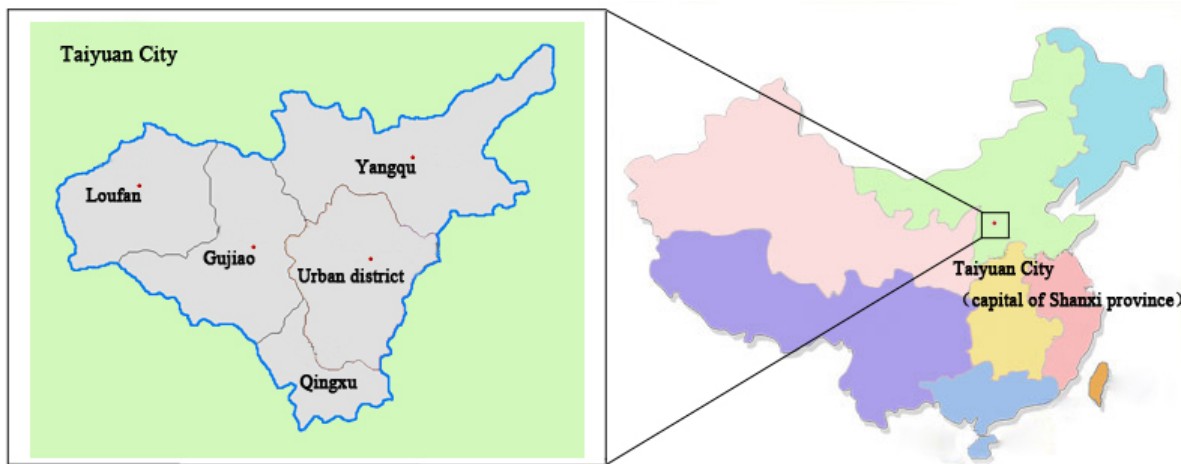 Taiyuan City
Yangqu
Loufan
Gujiao
Urban district
Qingxu
Taiyuan City
（capital of Shanxi province）